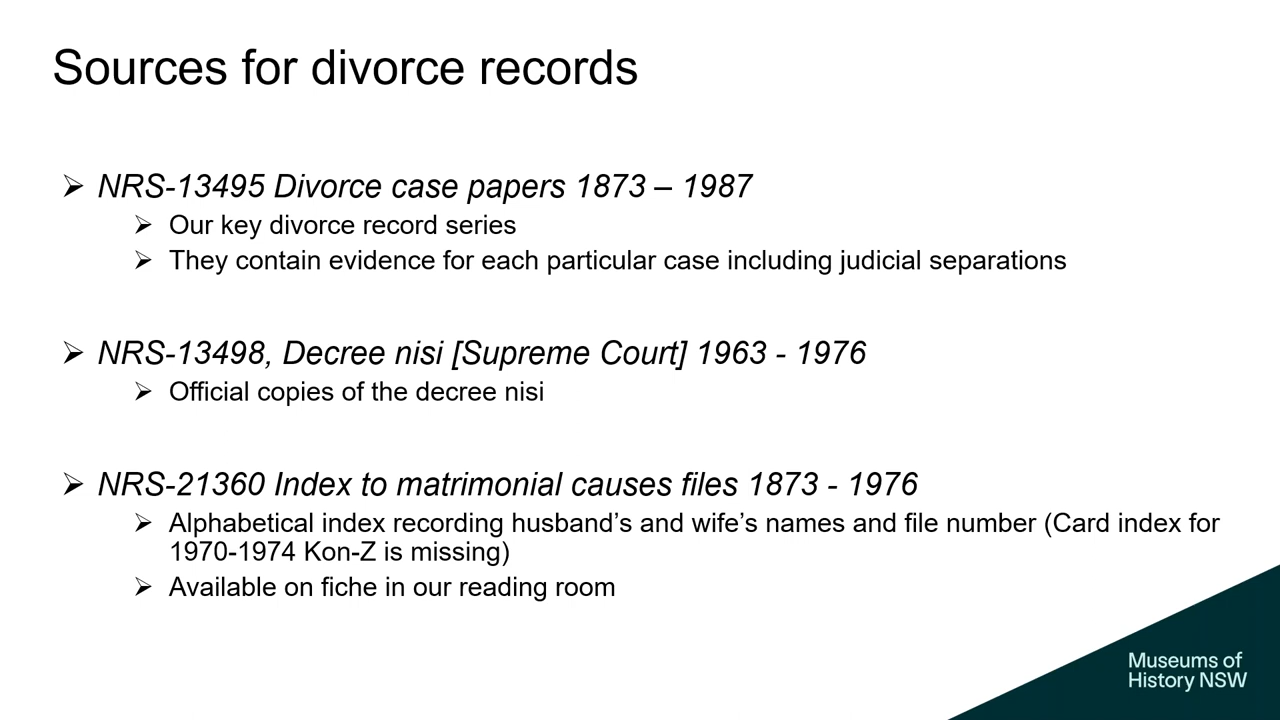 Sources for divorce records
➢ NRS-13495 Divorce case papers 1873 – 1987
➢ Our key divorce record series
➢ They contain evidence for each particular case including judicial separations
➢ NRS-13498, Decree nisi [Supreme Court] 1963 - 1976
➢ Official copies of the decree nisi
➢ NRS-21360 Index to matrimonial causes files 1873 - 1976
➢ Alphabetical index recording husband’s and wife’s names and file number (Card index for
1970-1974 Kon-Z is missing)
➢ Available on fiche in our reading room
Museums of
History NSW